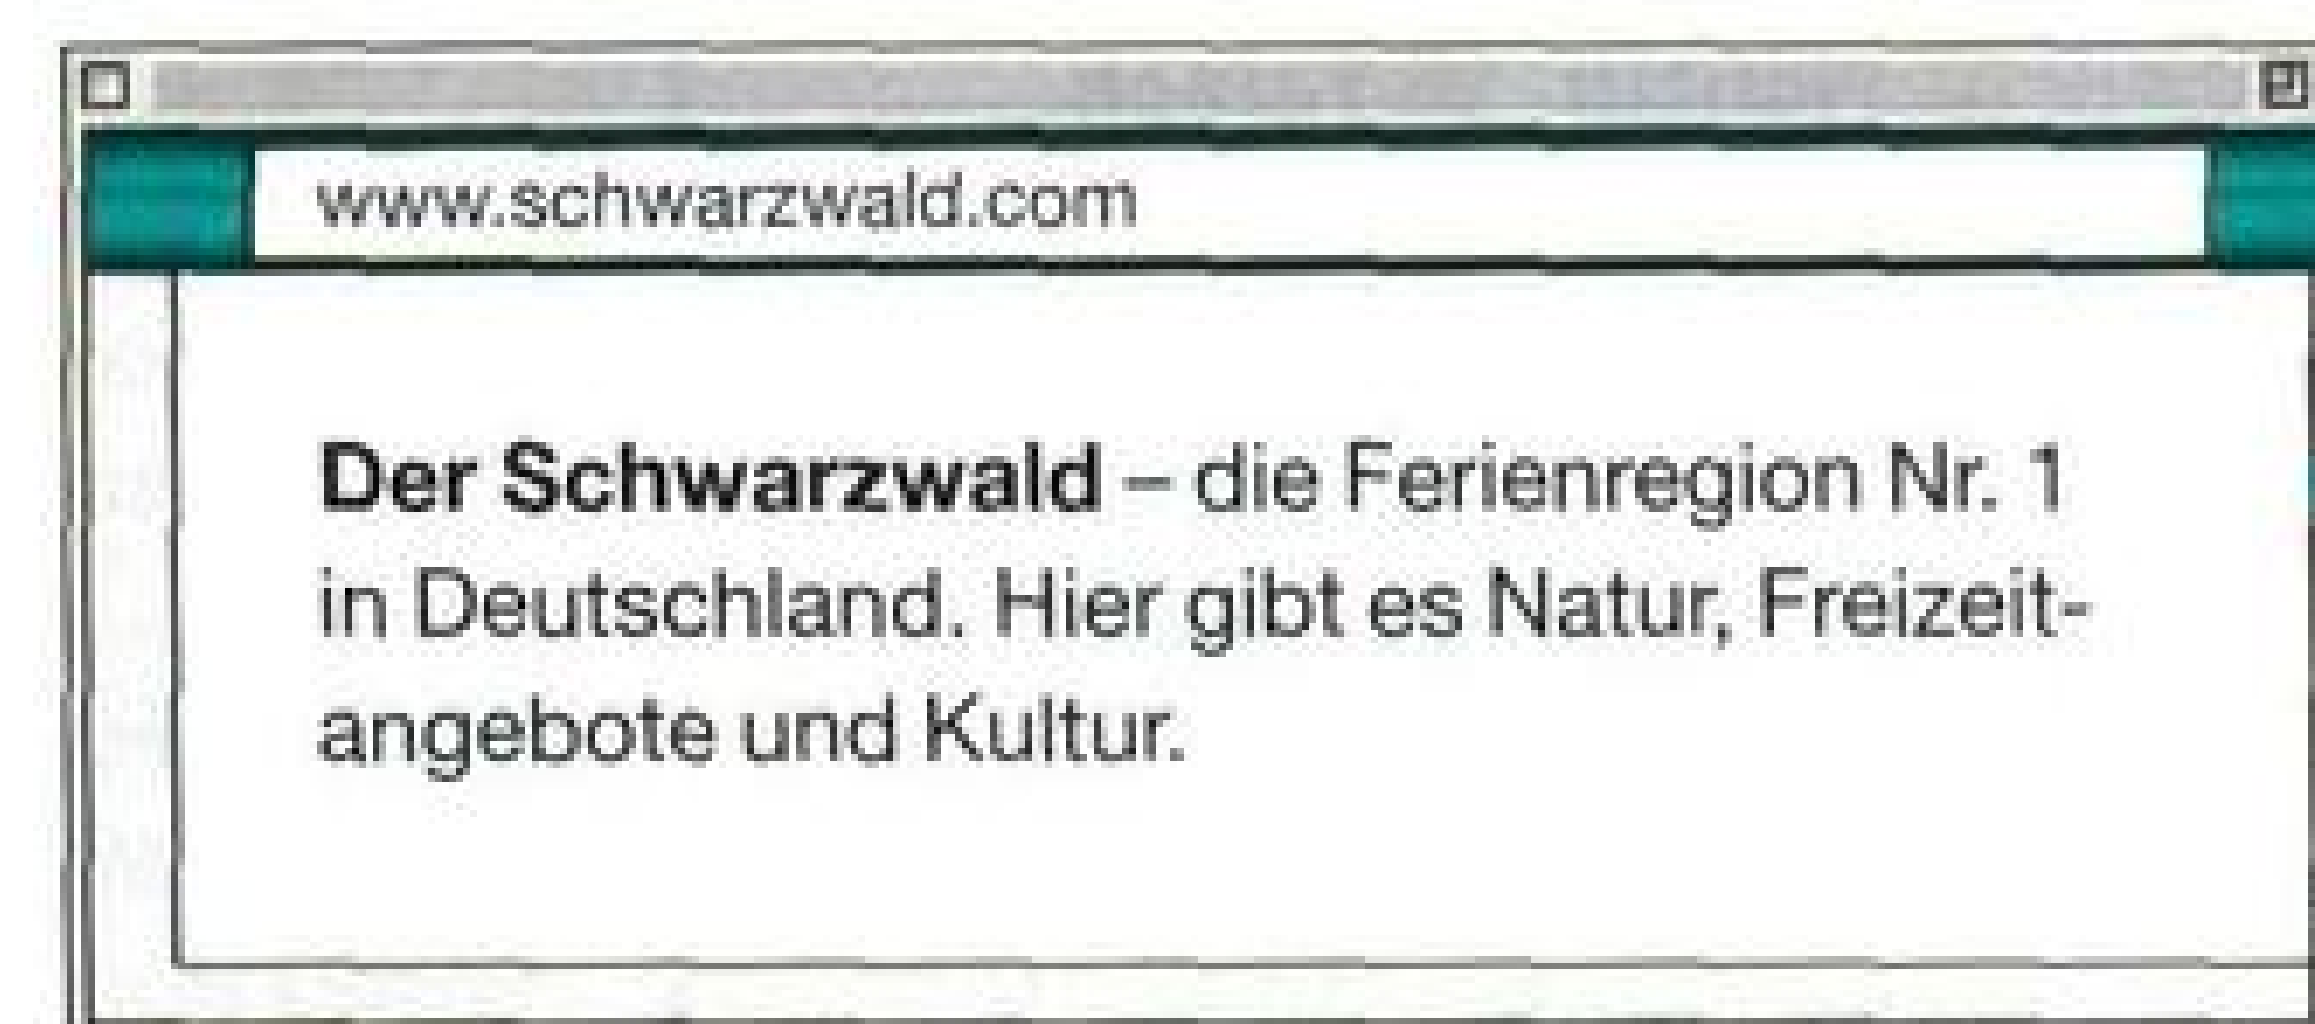 www.schwarzwald.com
Der Schwarzwald – die Ferienregion Nr. 1
in Deutschland. Hier gibt es Natur, Freizeit-
angebote und Kultur.